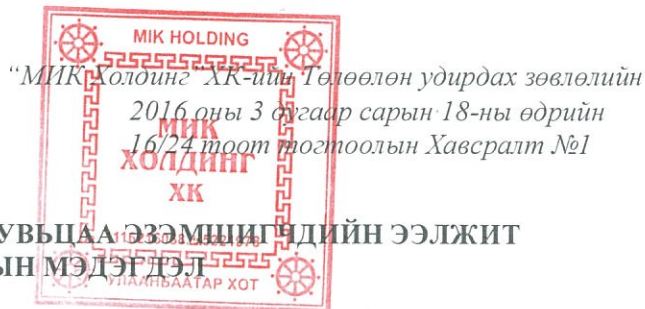 MIK HOLDING
“МИК Холдинг” ХК-ийн Төлөөлөн удирдах зөвлөлийн
2016 оны 3 дугаар сарын 18-ны өдрийн
16/24 тоот тогтоолын Хавсралт №1
МИК
ХОЛДИНГ
ХК
УВЬЦАА ЭЗЭМШИГЧДИЙН ЭЭЛЖИТ
ЫН МЭДЭГДЭЛ
УЛААНБААТАР ХОТ